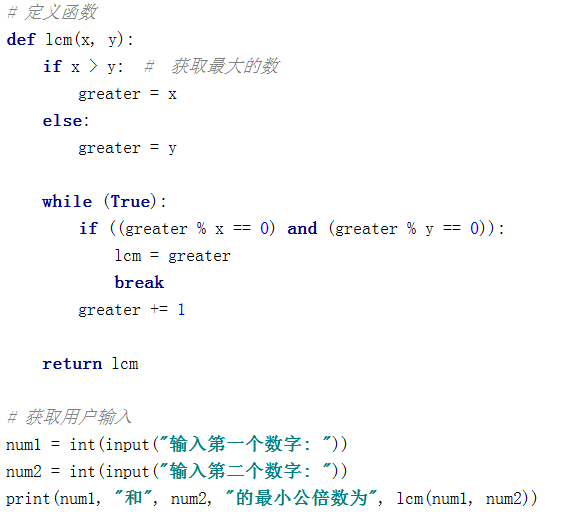 # 定义函数
def lcm(x, y):
    if x > y:  #  获取最大的数
        greater = x
    else:
        greater = y

    while (True):
        if ((greater % x == 0) and (greater % y == 0)):
            lcm = greater
            break
        greater += 1

    return lcm

# 获取用户输入
num1 = int(input("输入第一个数字: "))
num2 = int(input("输入第二个数字: "))
print(num1, "和", num2, "的最小公倍数为", lcm(num1, num2))